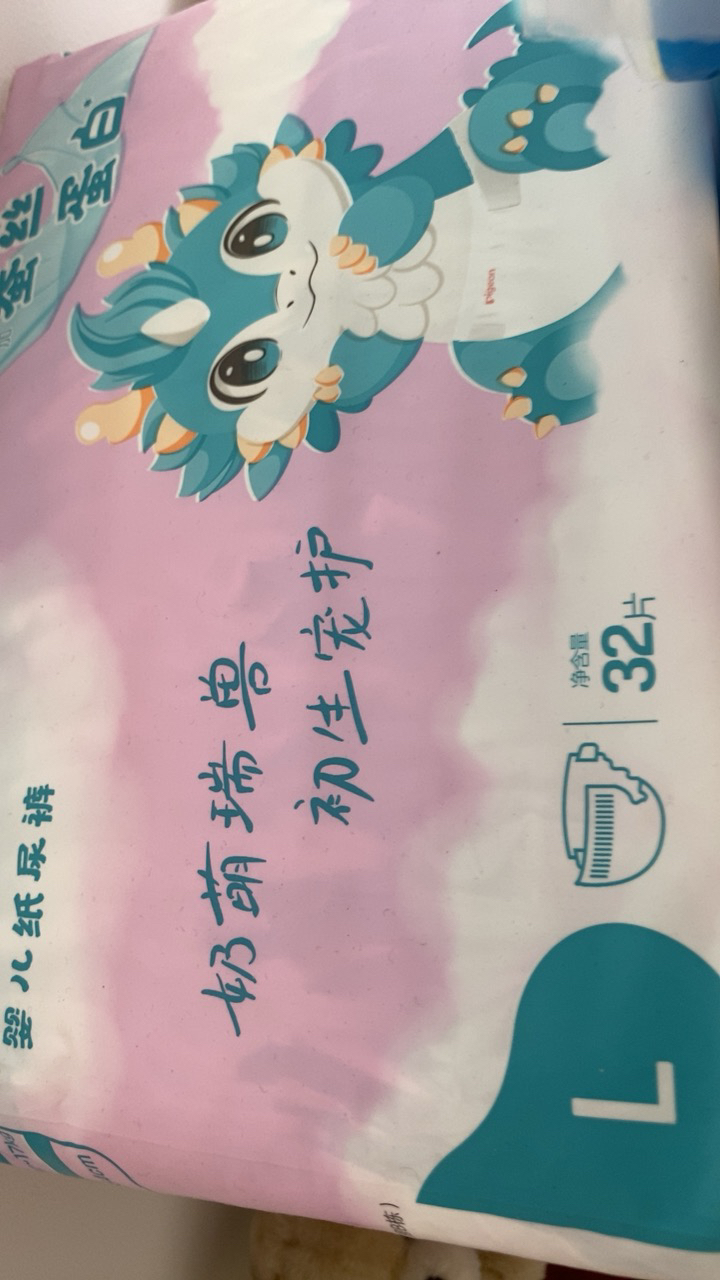 蚕丝蛋白
婴儿纸尿裤
奶萌瑞兽
初生宠护
Pigeon
净含量
32片
L